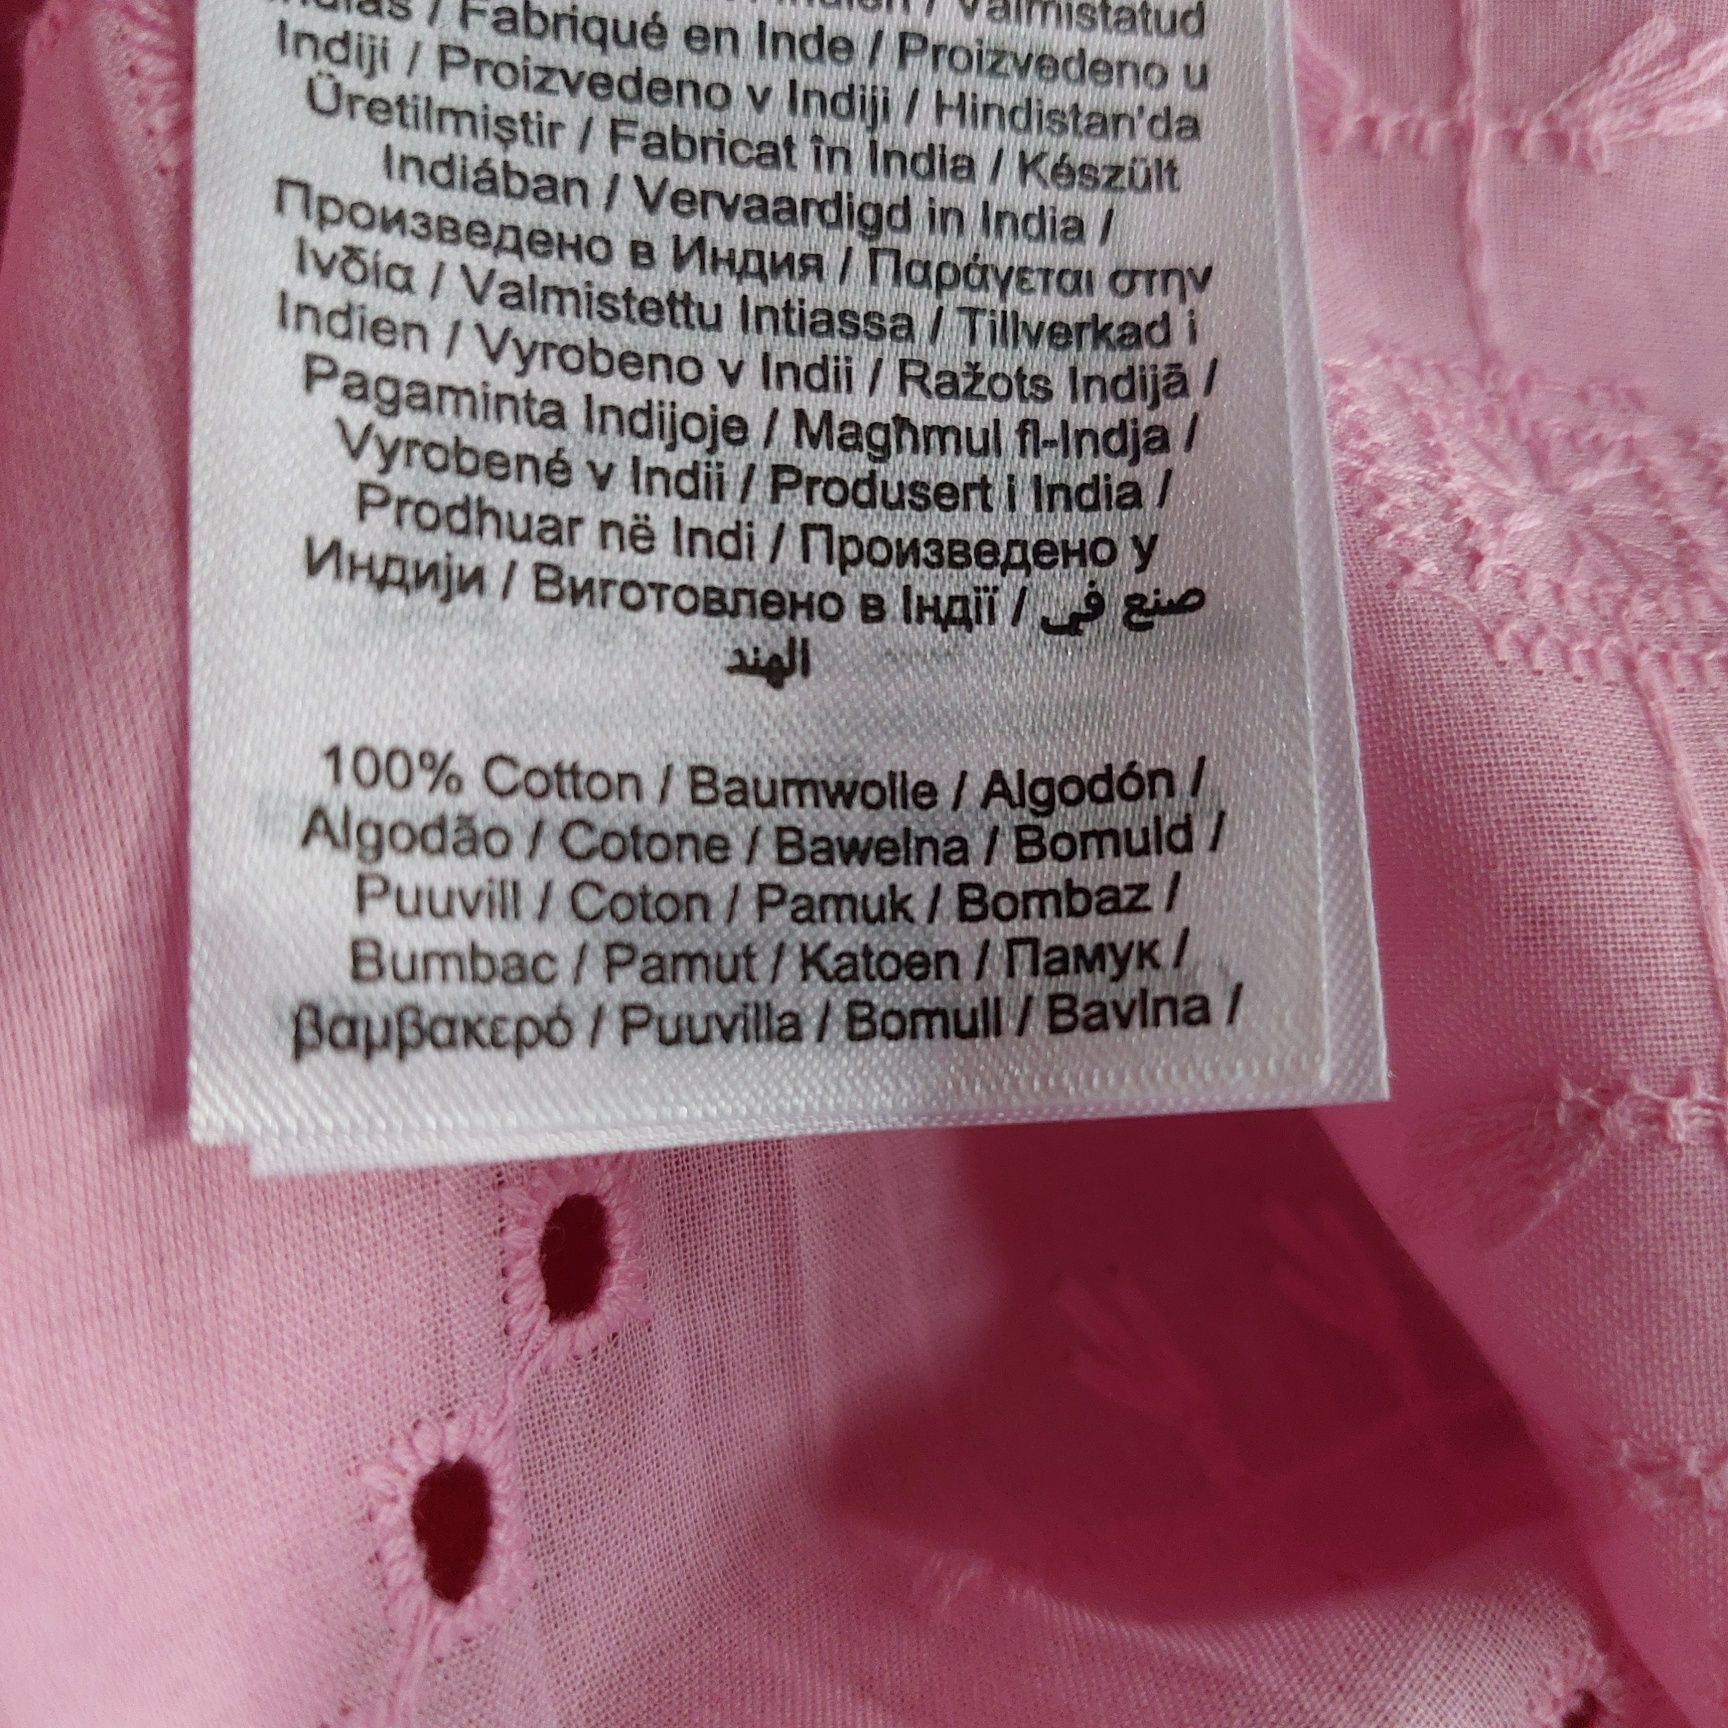 Valmistatud
/ Fabriqué en Inde / Proizvedeno u
Indiji / Proizvedeno v Indiji / Hindistan'da
Üretilmiştir / Fabricat în India / Készült
Indiában / Vervaardigd in India /
Произведено в Индия / Παράγεται στην
Ινδία / Valmistettu Intiassa / Tillverkad i
Indien / Vyrobeno v Indii / Ražots Indijā /
Pagaminta Indijoje / Magħmul fl-Indja /
Vyrobené v Indii / Produsert i India /
Prodhuar në Indi / Произведено у
Индији / Виготовлено в Індії / صنع في
الهند
100% Cotton / Baumwolle / Algodón /
Algodão / Cotone / Bawełna / Bomuld /
Puuvill / Coton / Pamuk / Bombaž /
Bumbac / Pamut / Katoen / Памук /
βαμβακερό / Puuvilla / Bomull / Bavlna /